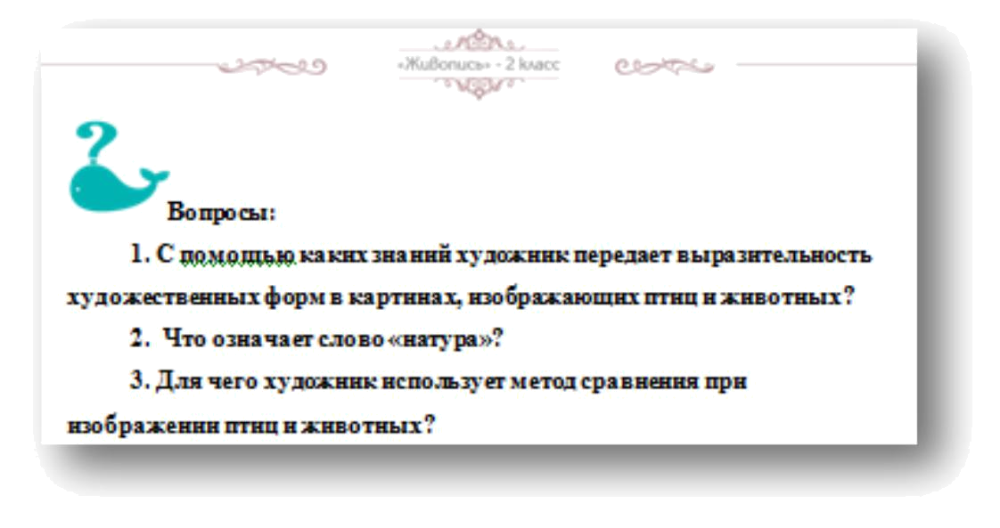 «Живопись» - 2 класс
Вопросы:
1. С помощью каких знаний художник передает выразительность
художественных форм в картинах, изображающих птиц и животных?
2. Что означает слово «натура»?
3. Для чего художник использует метод сравнения при
изображении птиц и животных?